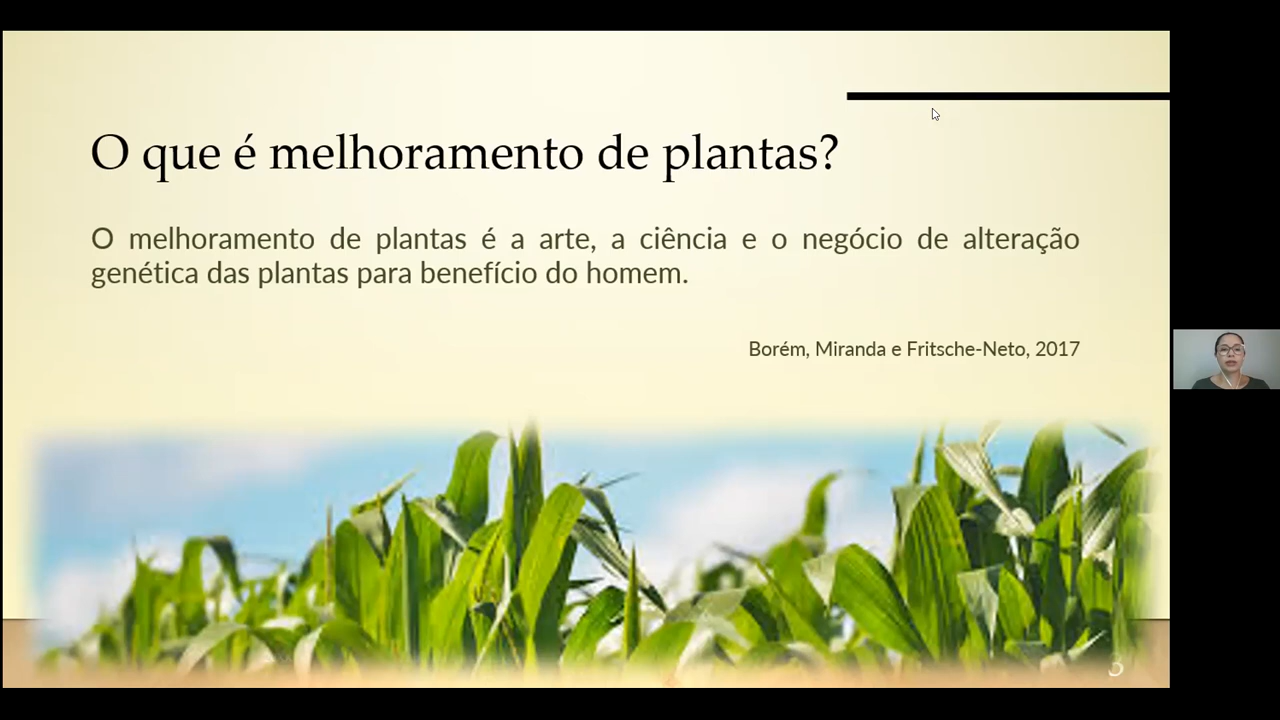 O que é melhoramento de plantas?
O melhoramento de plantas é a arte, a ciência e o negócio de alteração
genética das plantas para benefício do homem.
Borém, Miranda e Fritsche-Neto, 2017
3